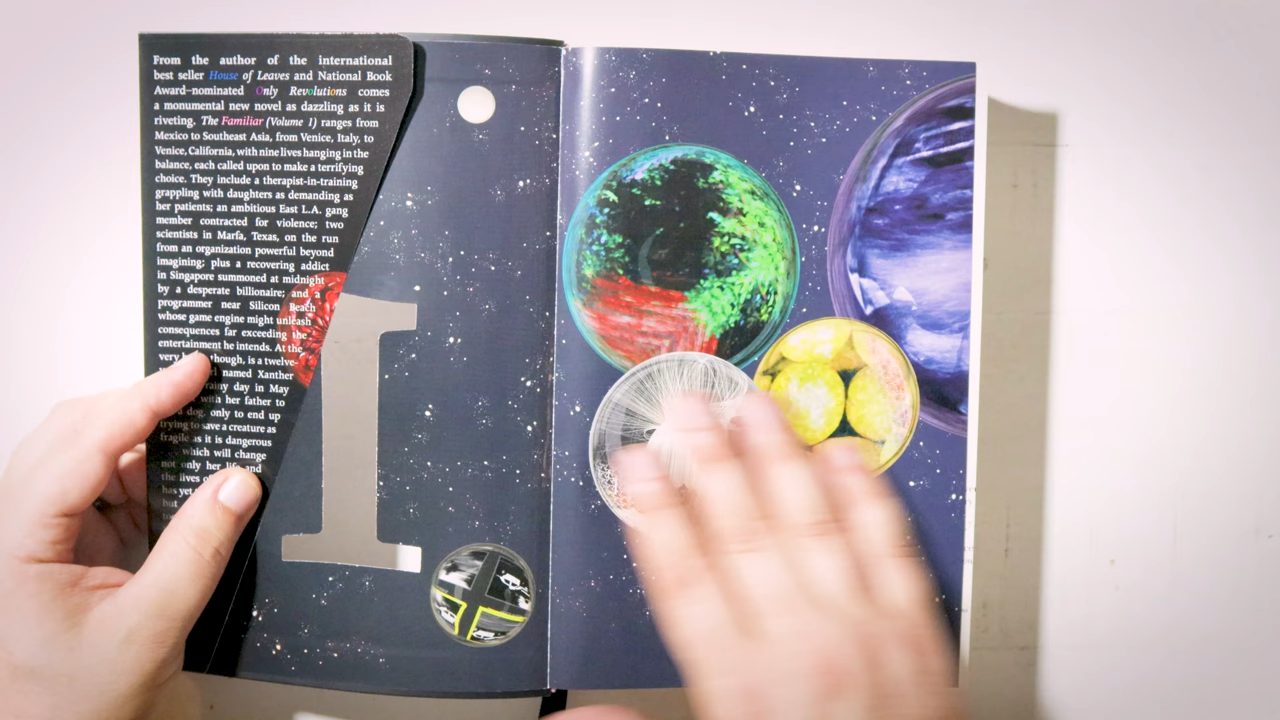 From the author of the international
best seller House of Leaves and National Book
Award–nominated Only Revolutions comes
a monumental new novel as dazzling as it is
riveting. The Familiar (Volume 1) ranges from
Mexico to Southeast Asia, from Venice, Italy, to
Venice, California, with nine lives hanging in the
balance, each called upon to make a terrifying
choice. They include a therapist-in-training
grappling with daughters as demanding as
her patients; an ambitious East L.A. gang
member contracted for violence; two
scientists in Marfa, Texas, on the run
from an organization powerful beyond
imagining; plus a recovering addict
in Singapore summoned at midnight
by a desperate billionaire; and a
programmer near Silicon Beach
whose game engine might unleash
consequences far exceeding the
entertainment he intends. At the
very though, is a twelve-
named Xanther
rainy day in May
with her father to
a dog, only to end up
trying to save a creature as
fragile as it is dangerous
which will change
not only her life and
the lives
has yet
but
I